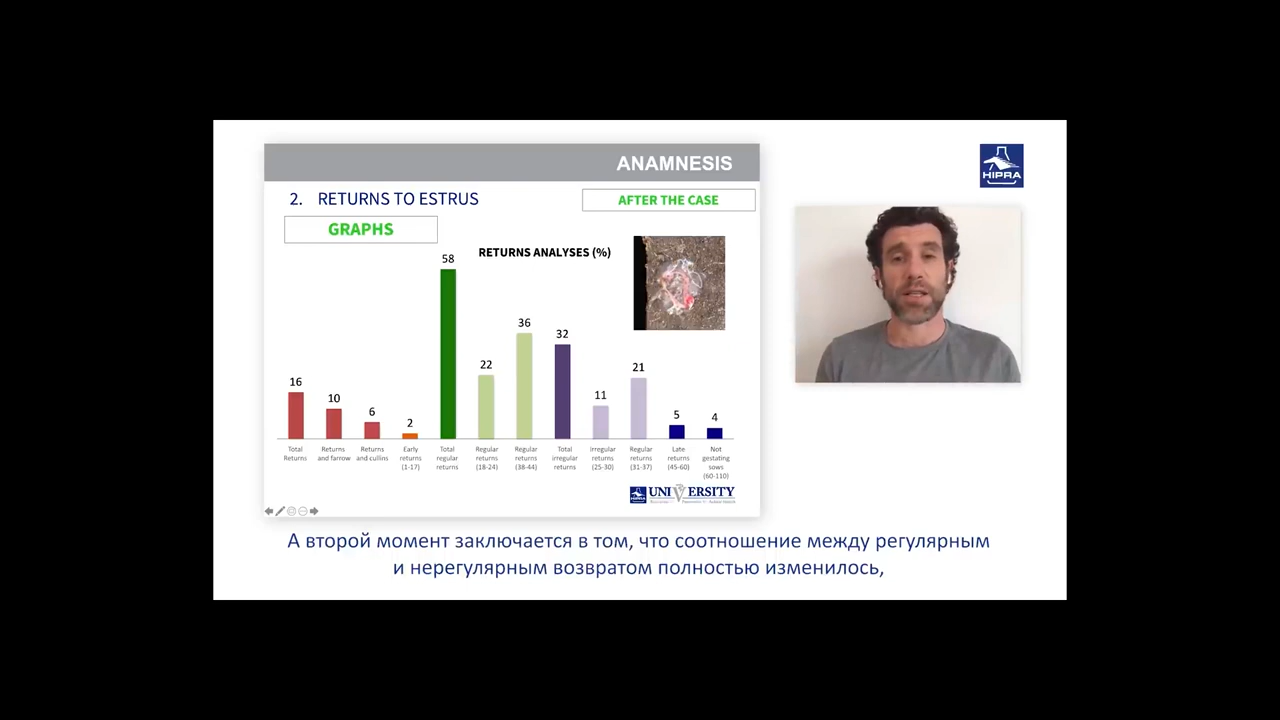 ANAMNESIS
HIPRA
2. RETURNS TO ESTRUS
AFTER THE CASE
GRAPHS
RETURNS ANALYSES (%)
58
36
32
22
21
16
10
11
6
2
5
4
Total Returns
Returns and farrow
Returns and cullins
Early returns (1-17)
Total regular returns
Regular returns (18-24)
Regular returns (38-44)
Total irregular returns
Irregular returns (25-30)
Regular returns (31-37)
Late returns (45-60)
Not gestating sows (60-110)
HIPRA
UNIVERSITY
А второй момент заключается в том, что соотношение между регулярным
и нерегулярным возвратом полностью изменилось,